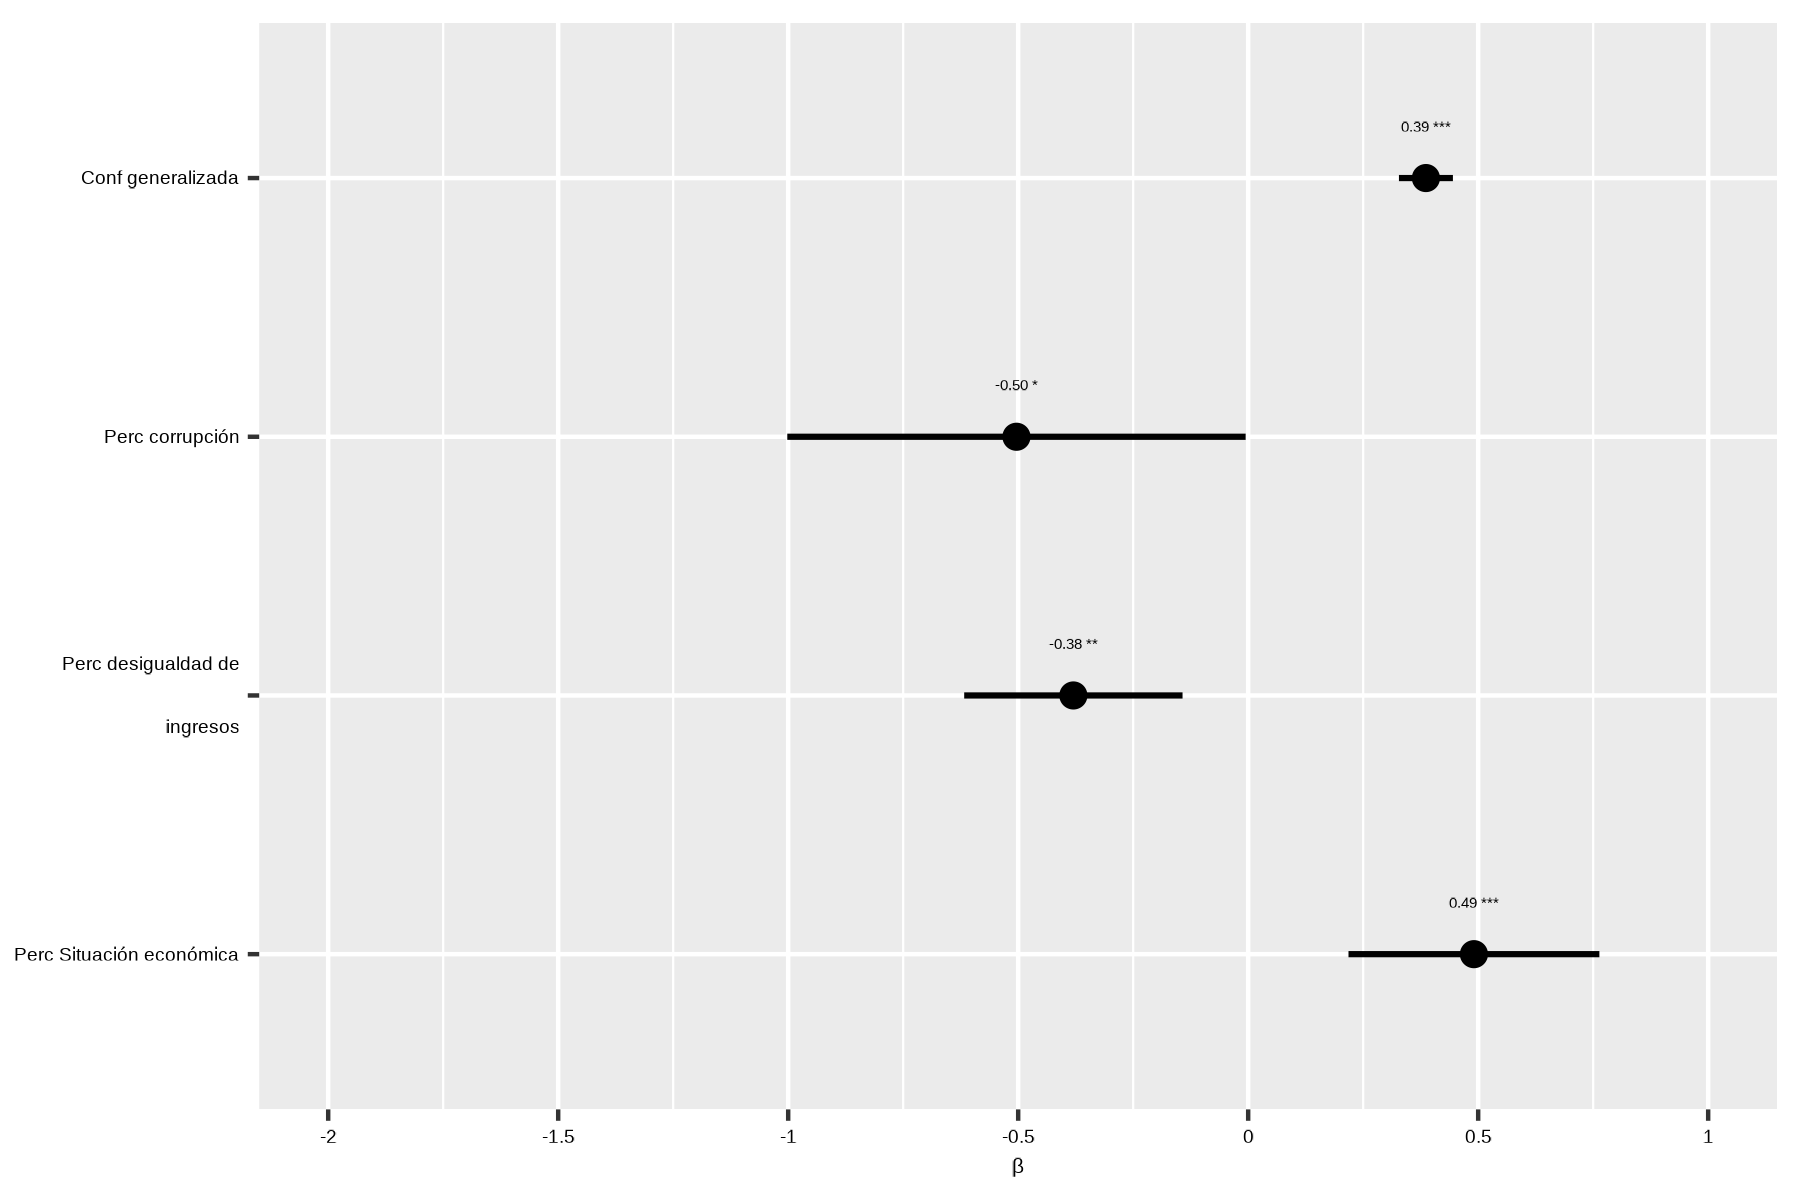 0.39 ***
Conf generalizada
-0.50 *
Perc corrupción
-0.38 **
Perc desigualdad de
ingresos
0.49 ***
Perc Situación económica
-2 -1.5 -1 -0.5 0 0.5 1
β